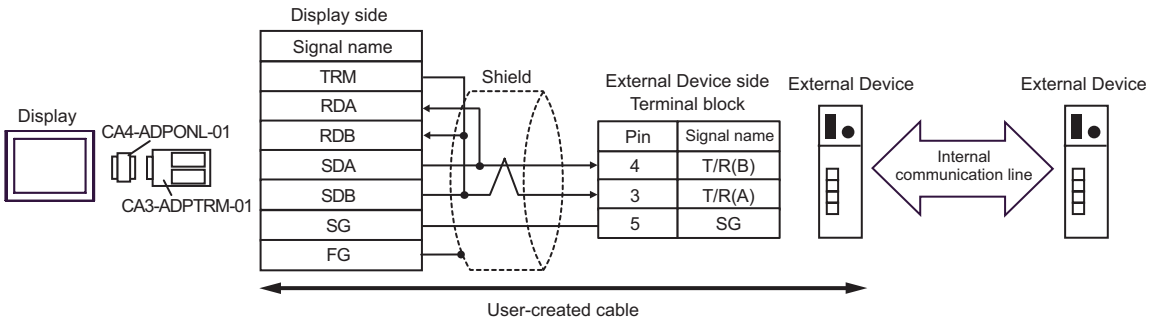 Display side
Signal name
TRM
RDA
RDB
SDA
SDB
SG
FG
Shield
External Device side
Terminal block
Pin Signal name
4 T/R(B)
3 T/R(A)
5 SG
External Device
External Device
Display
CA4-ADPONL-01
CA3-ADPTRM-01
Internal
communication line
User-created cable